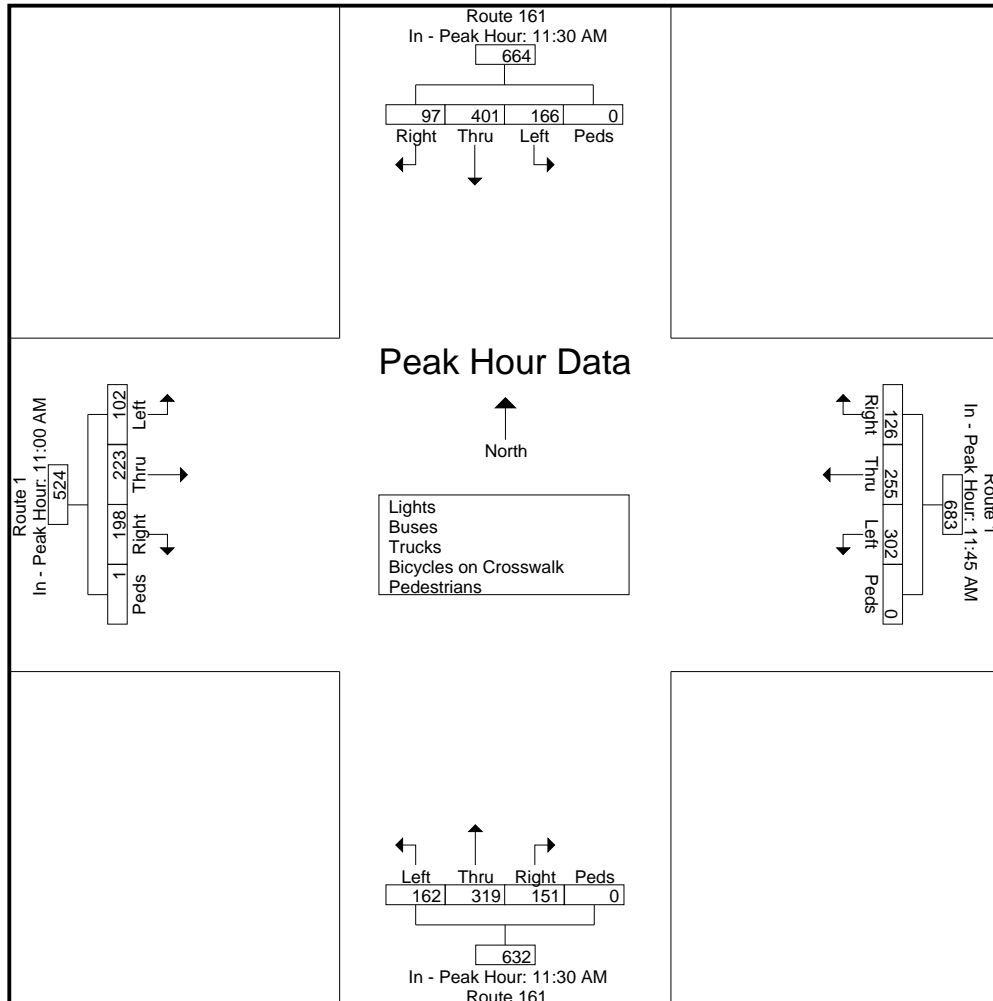 Route 161
In - Peak Hour: 11:30 AM
664
97 401 166 0
Right Thru Left Peds
Peak Hour Data
North
Lights
Buses
Trucks
Bicycles on Crosswalk
Pedestrians
Route 1
In - Peak Hour: 11:00 AM
524
102 223 198 1
Left Thru Right Peds
Route 1
In - Peak Hour: 11:45 AM
683
126 255 302 0
Right Thru Left Peds
Left Thru Right Peds
162 319 151 0
632
In - Peak Hour: 11:30 AM
Route 161